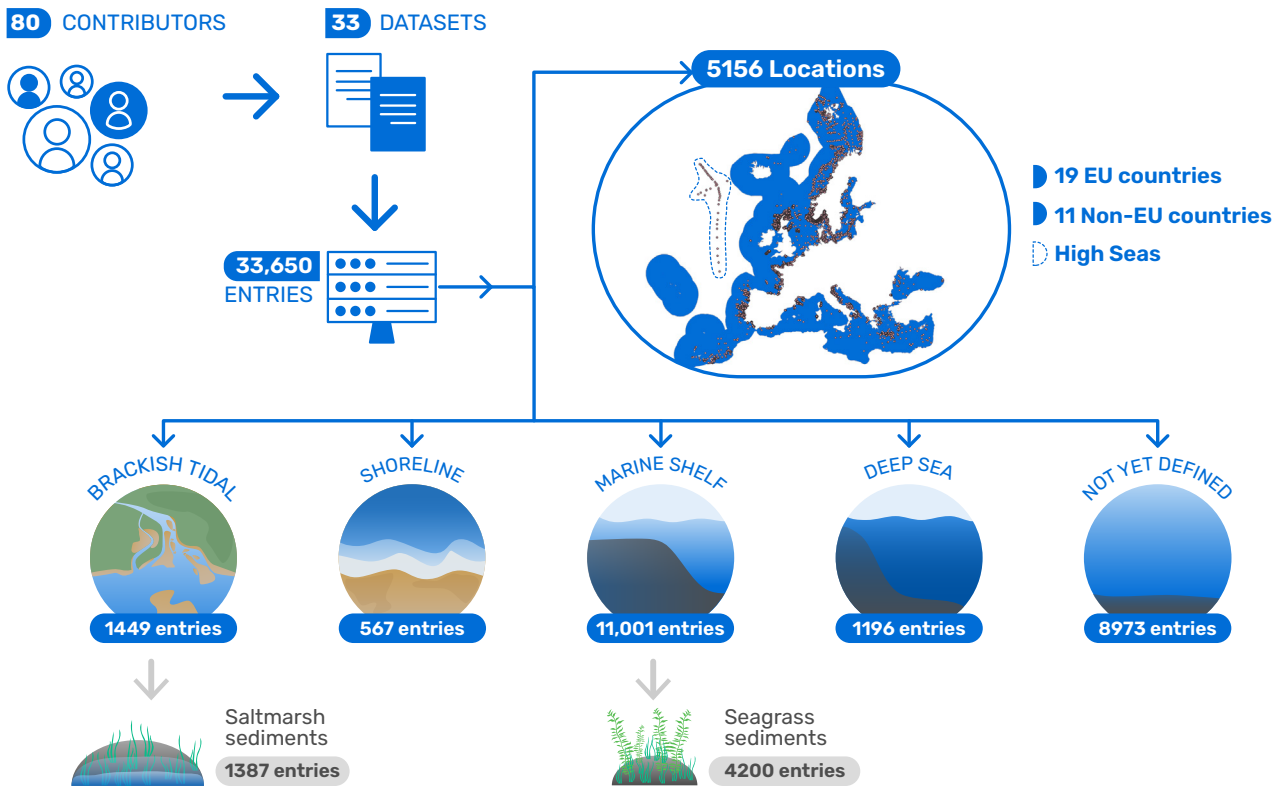 80 CONTRIBUTORS
33 DATASETS
5156 Locations
19 EU countries
11 Non-EU countries
High Seas
33,650
ENTRIES
BRACKISH TIDAL
SHORELINE
MARINE SHELF
DEEP SEA
NOT YET DEFINED
1449 entries
567 entries
11,001 entries
1196 entries
8973 entries
Saltmarsh
sediments
1387 entries
Seagrass
sediments
4200 entries